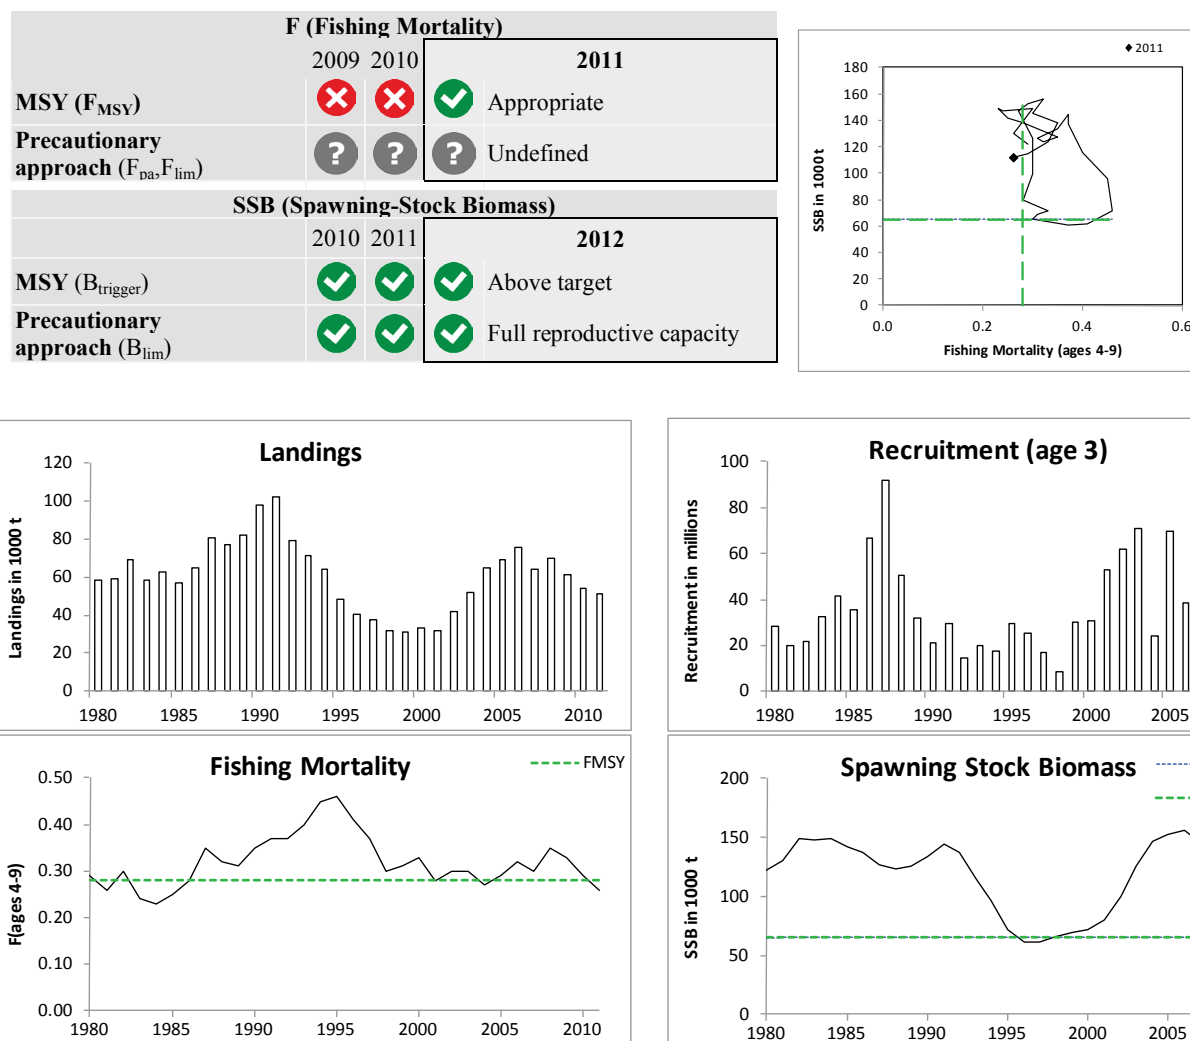 F (Fishing Mortality)
2009 2010 2011
MSY (FMSY) Appropriate
Precautionary
approach (Fpa,Flim) Undefined
SSB (Spawning-Stock Biomass)
2010 2011 2012
MSY (Btrigger) Above target
Precautionary
approach (Blim) Full reproductive capacity
2011
SSB in 1000 t
180
160
140
120
100
80
60
40
20
0
0.0 0.2 0.4 0.6
Fishing Mortality (ages 4-9)
Landings
Landings in 1000 t
120
100
80
60
40
20
0
1980 1985 1990 1995 2000 2005 2010
Recruitment (age 3)
Recruitment in millions
100
80
60
40
20
0
1980 1985 1990 1995 2000 2005
Fishing Mortality
FMSY
F(ages 4-9)
0.50
0.40
0.30
0.20
0.10
0.00
1980 1985 1990 1995 2000 2005 2010
Spawning Stock Biomass
SSB in 1000 t
200
150
100
50
0
1980 1985 1990 1995 2000 2005